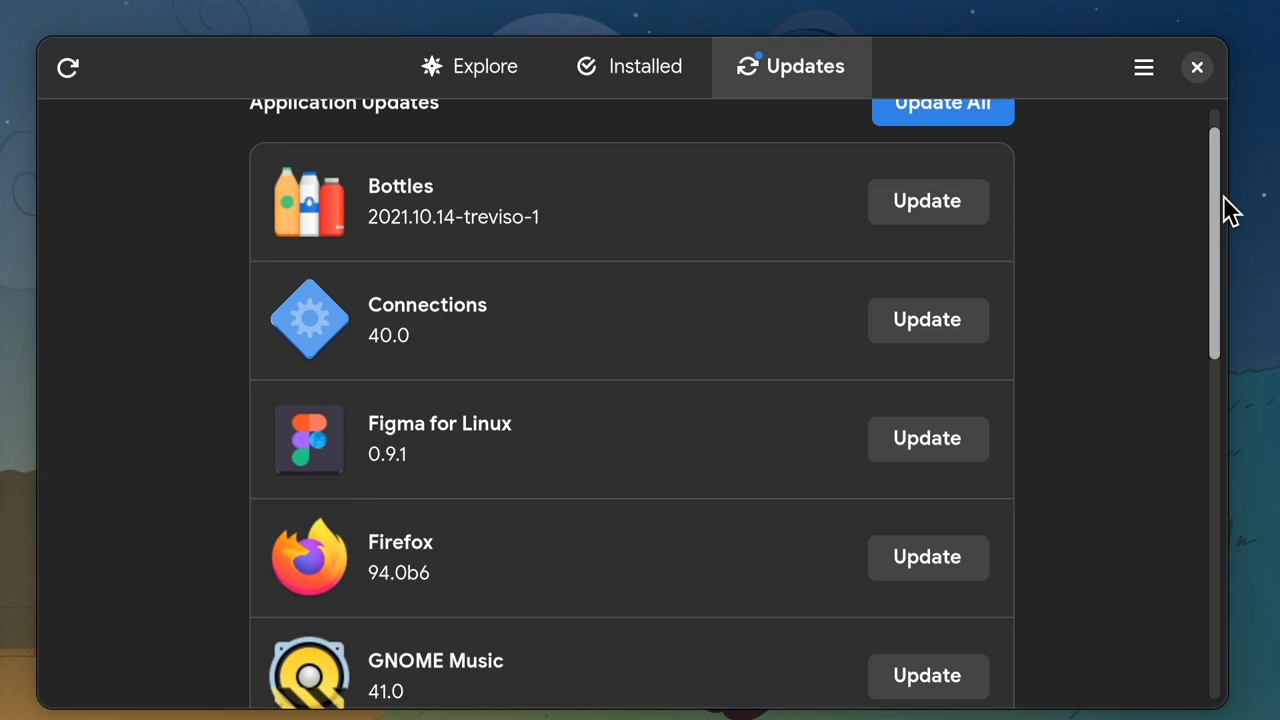 Explore Installed Updates
Application Updates Update All
Bottles
2021.10.14-treviso-1
Update
Connections
40.0
Update
Figma for Linux
0.9.1
Update
Firefox
94.0b6
Update
GNOME Music
41.0
Update